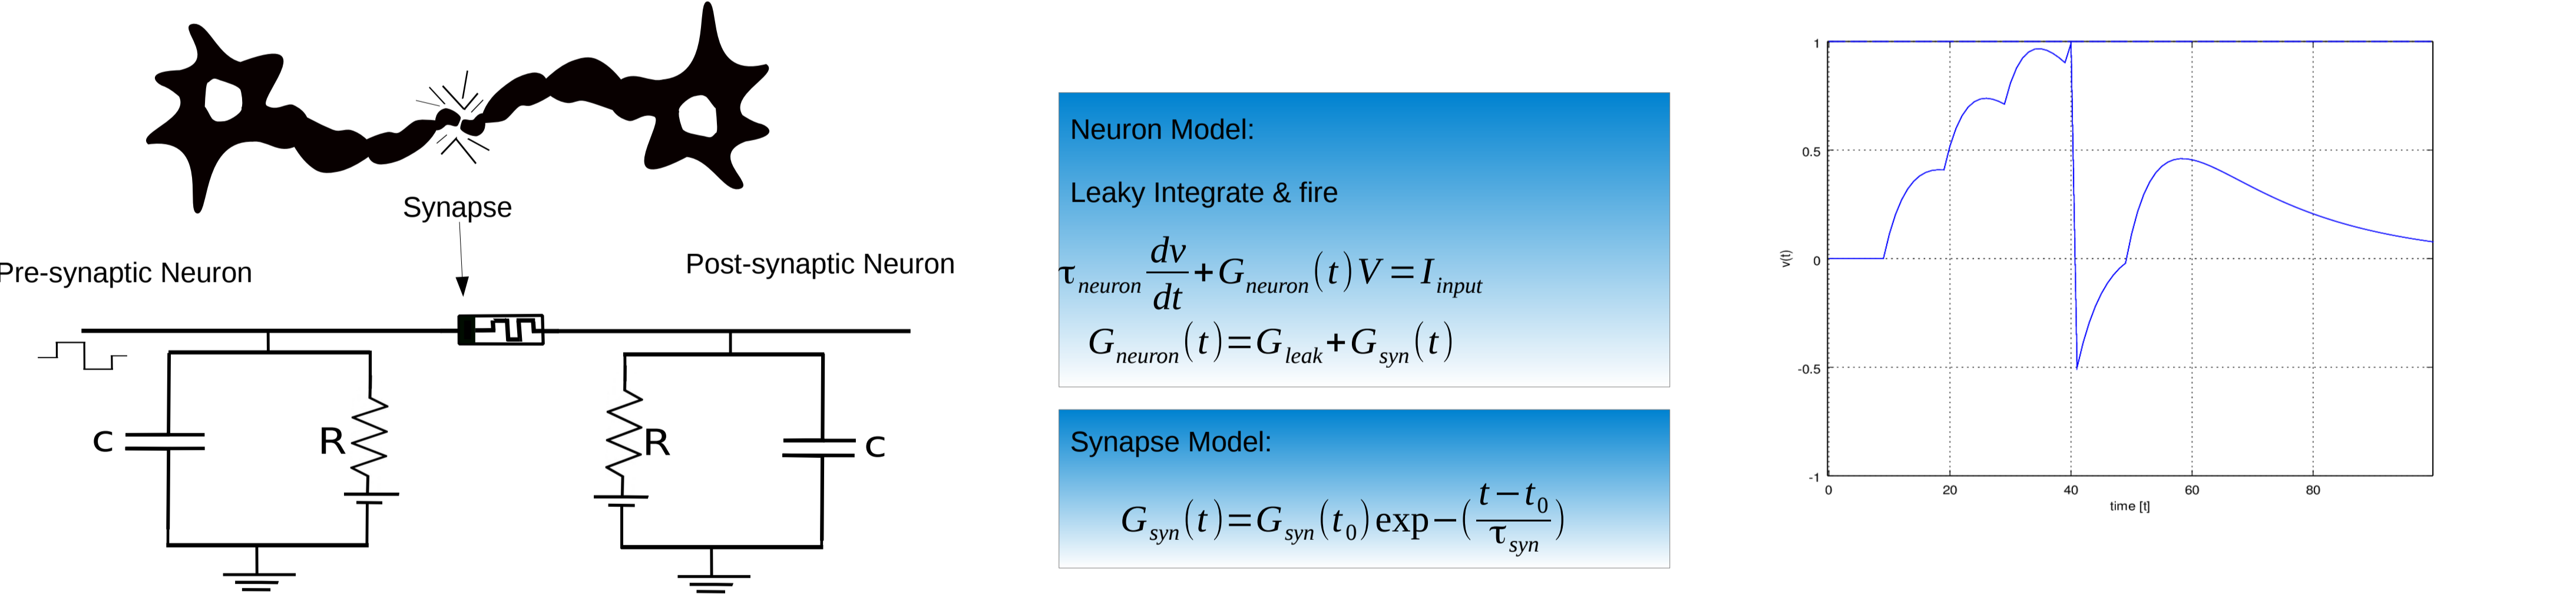 Synapse
Pre-synaptic Neuron
Post-synaptic Neuron
c
R
R
c
Neuron Model:
Leaky Integrate & fire
τ_neuron dv/dt + G_neuron(t)V = I_input
G_neuron(t) = G_leak + G_syn(t)
Synapse Model:
G_syn(t) = G_syn(t_0) exp−((t−t_0)/τ_syn)
1
0.5
0
-0.5
-1
v(t)
0 20 40 60 80
time [t]